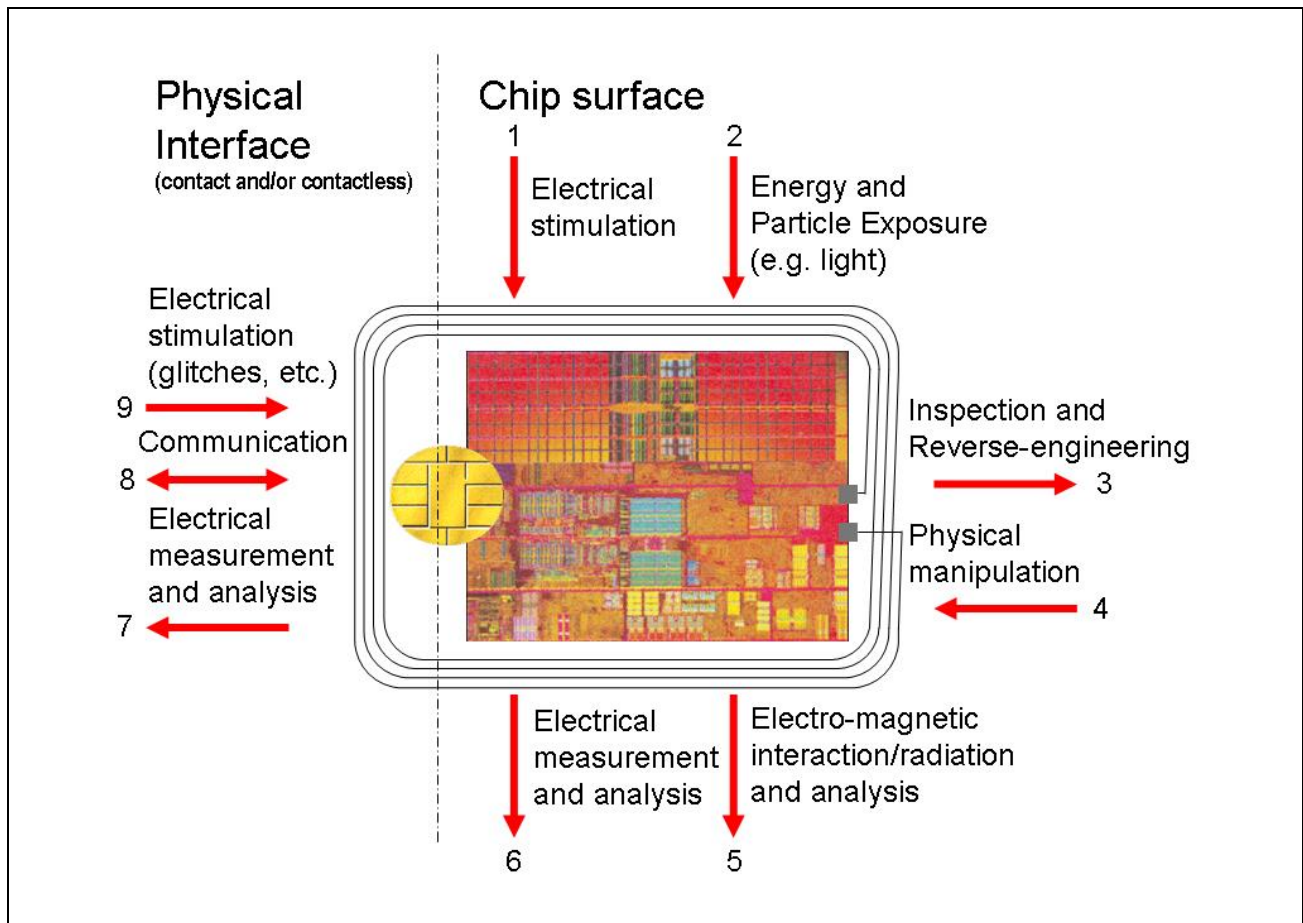 Physical
Interface
(contact and/or contactless)
Chip surface
1
2
Electrical
stimulation
Energy and
Particle Exposure
(e.g. light)
Electrical
stimulation
(glitches, etc.)
9
Communication
8
Electrical
measurement
and analysis
7
Inspection and
Reverse-engineering
3
Physical
manipulation
4
Electrical
measurement
and analysis
6
Electro-magnetic
interaction/radiation
and analysis
5